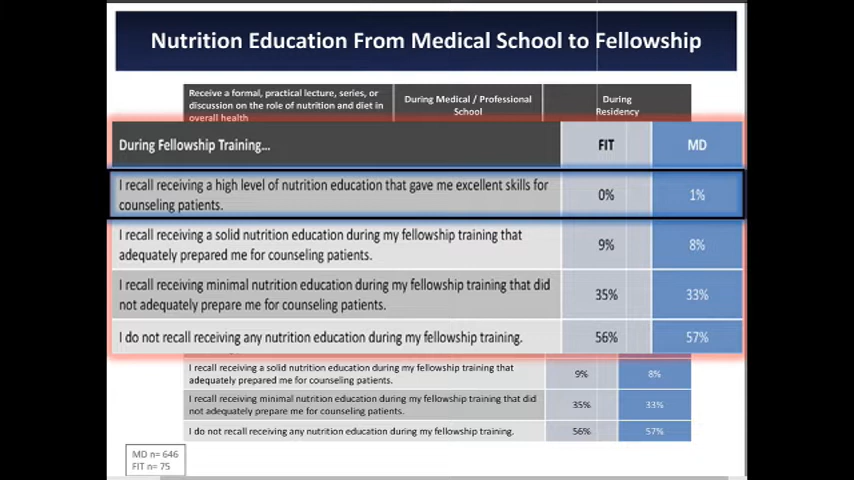 Nutrition Education From Medical School to Fellowship
Receive a formal, practical lecture, series, or
discussion on the role of nutrition and diet in
overall health
During Medical / Professional
School
During
Residency
During Fellowship Training...
FIT
MD
I recall receiving a high level of nutrition education that gave me excellent skills for
counseling patients.
0%
1%
I recall receiving a solid nutrition education during my fellowship training that
adequately prepared me for counseling patients.
9%
8%
I recall receiving minimal nutrition education during my fellowship training that did
not adequately prepare me for counseling patients.
35%
33%
I do not recall receiving any nutrition education during my fellowship training.
56%
57%
I recall receiving a solid nutrition education during my fellowship training that
adequately prepared me for counseling patients.
9%
8%
I recall receiving minimal nutrition education during my fellowship training that did
not adequately prepare me for counseling patients.
35%
33%
I do not recall receiving any nutrition education during my fellowship training.
56%
57%
MD n= 646
FIT n= 75